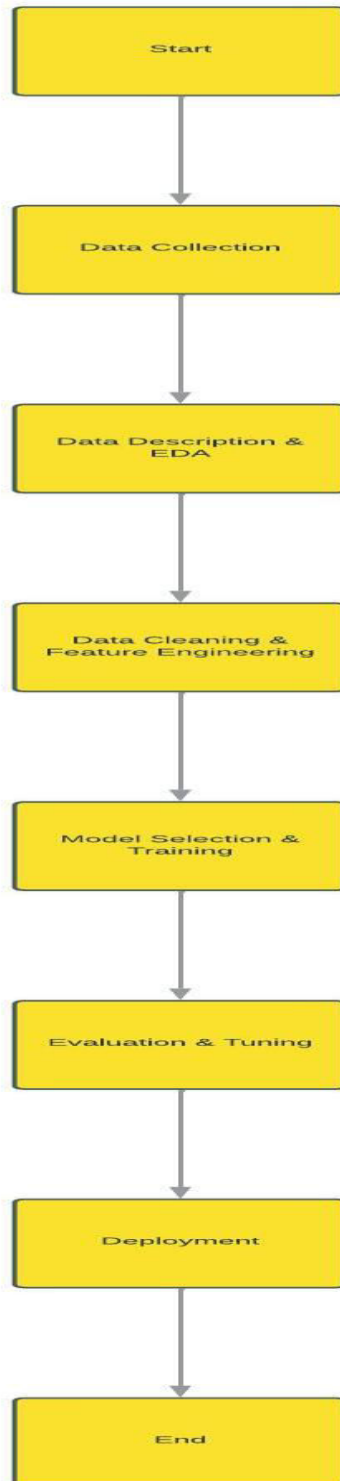 Start
Data Collection
Data Description &
EDA
Data Cleaning &
Feature Engineering
Model Selection &
Training
Evaluation & Tuning
Deployment
End